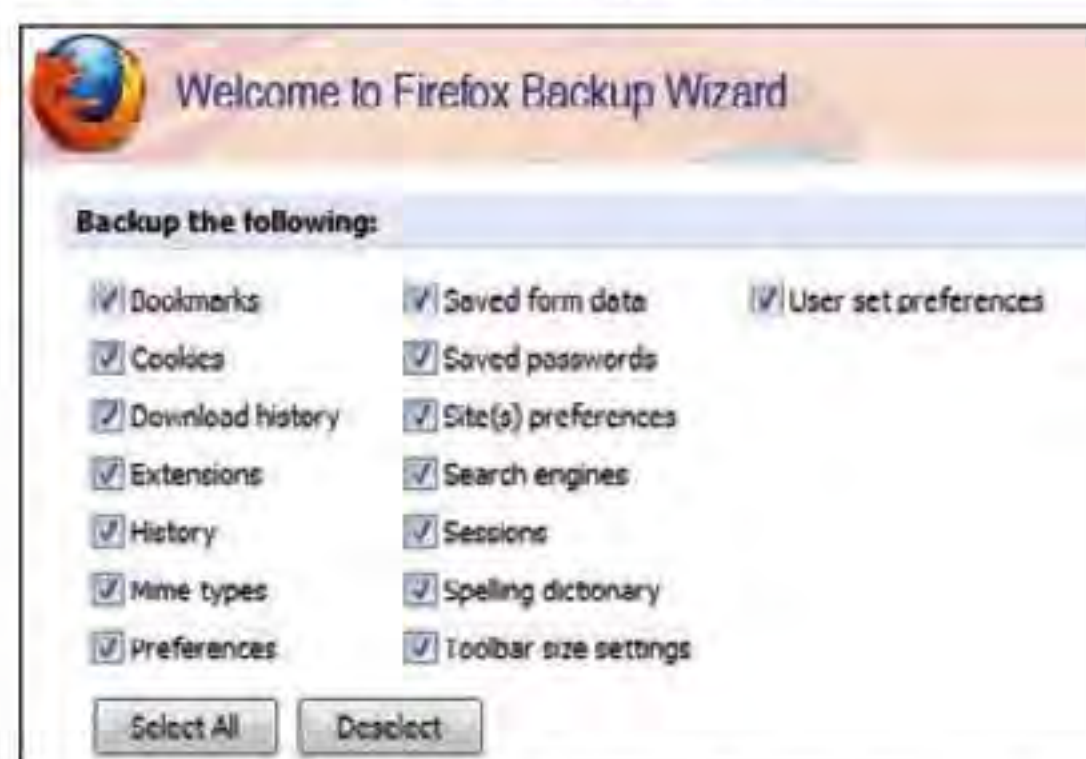 Welcome to Firefox Backup Wizard
Backup the following:
Bookmarks Saved form data User set preferences
Cookies Saved passwords
Download history Site(s) preferences
Extensions Search engines
History Sessions
Mime types Spelling dictionary
Preferences Toolbar size settings
Select All Deselect